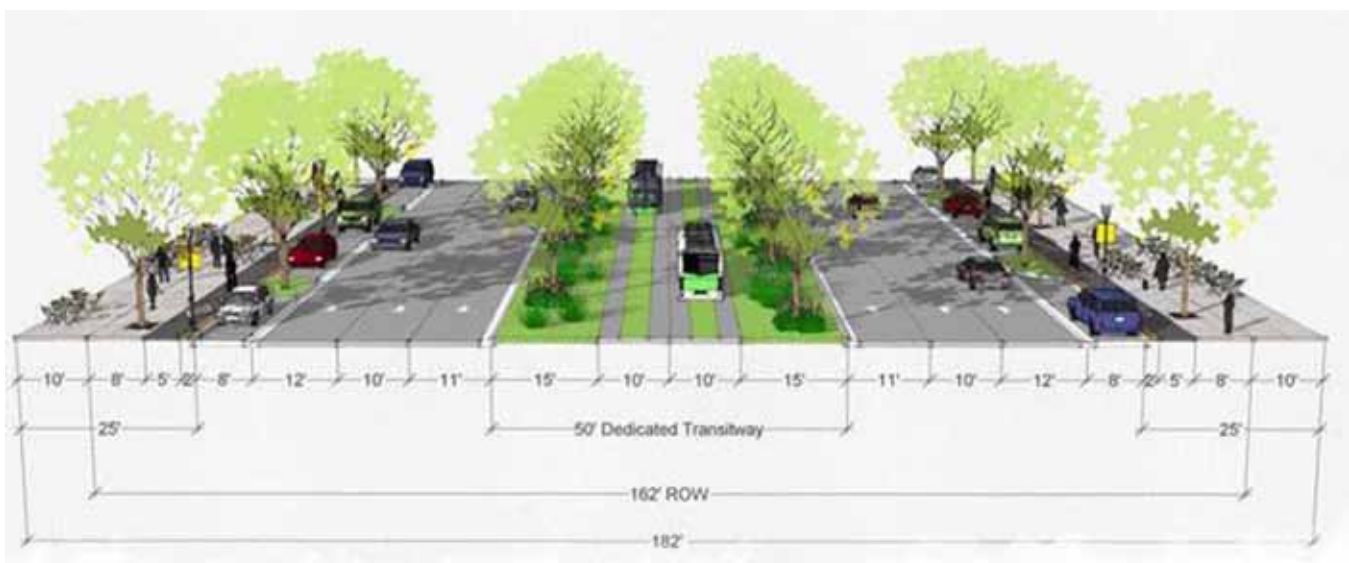 10' 8' 5' 2' 8' 12' 10' 11' 15' 10' 10' 15' 11' 10' 12' 8' 2' 5' 8' 10'
25' 50' Dedicated Transitway 25'
162' ROW
182'